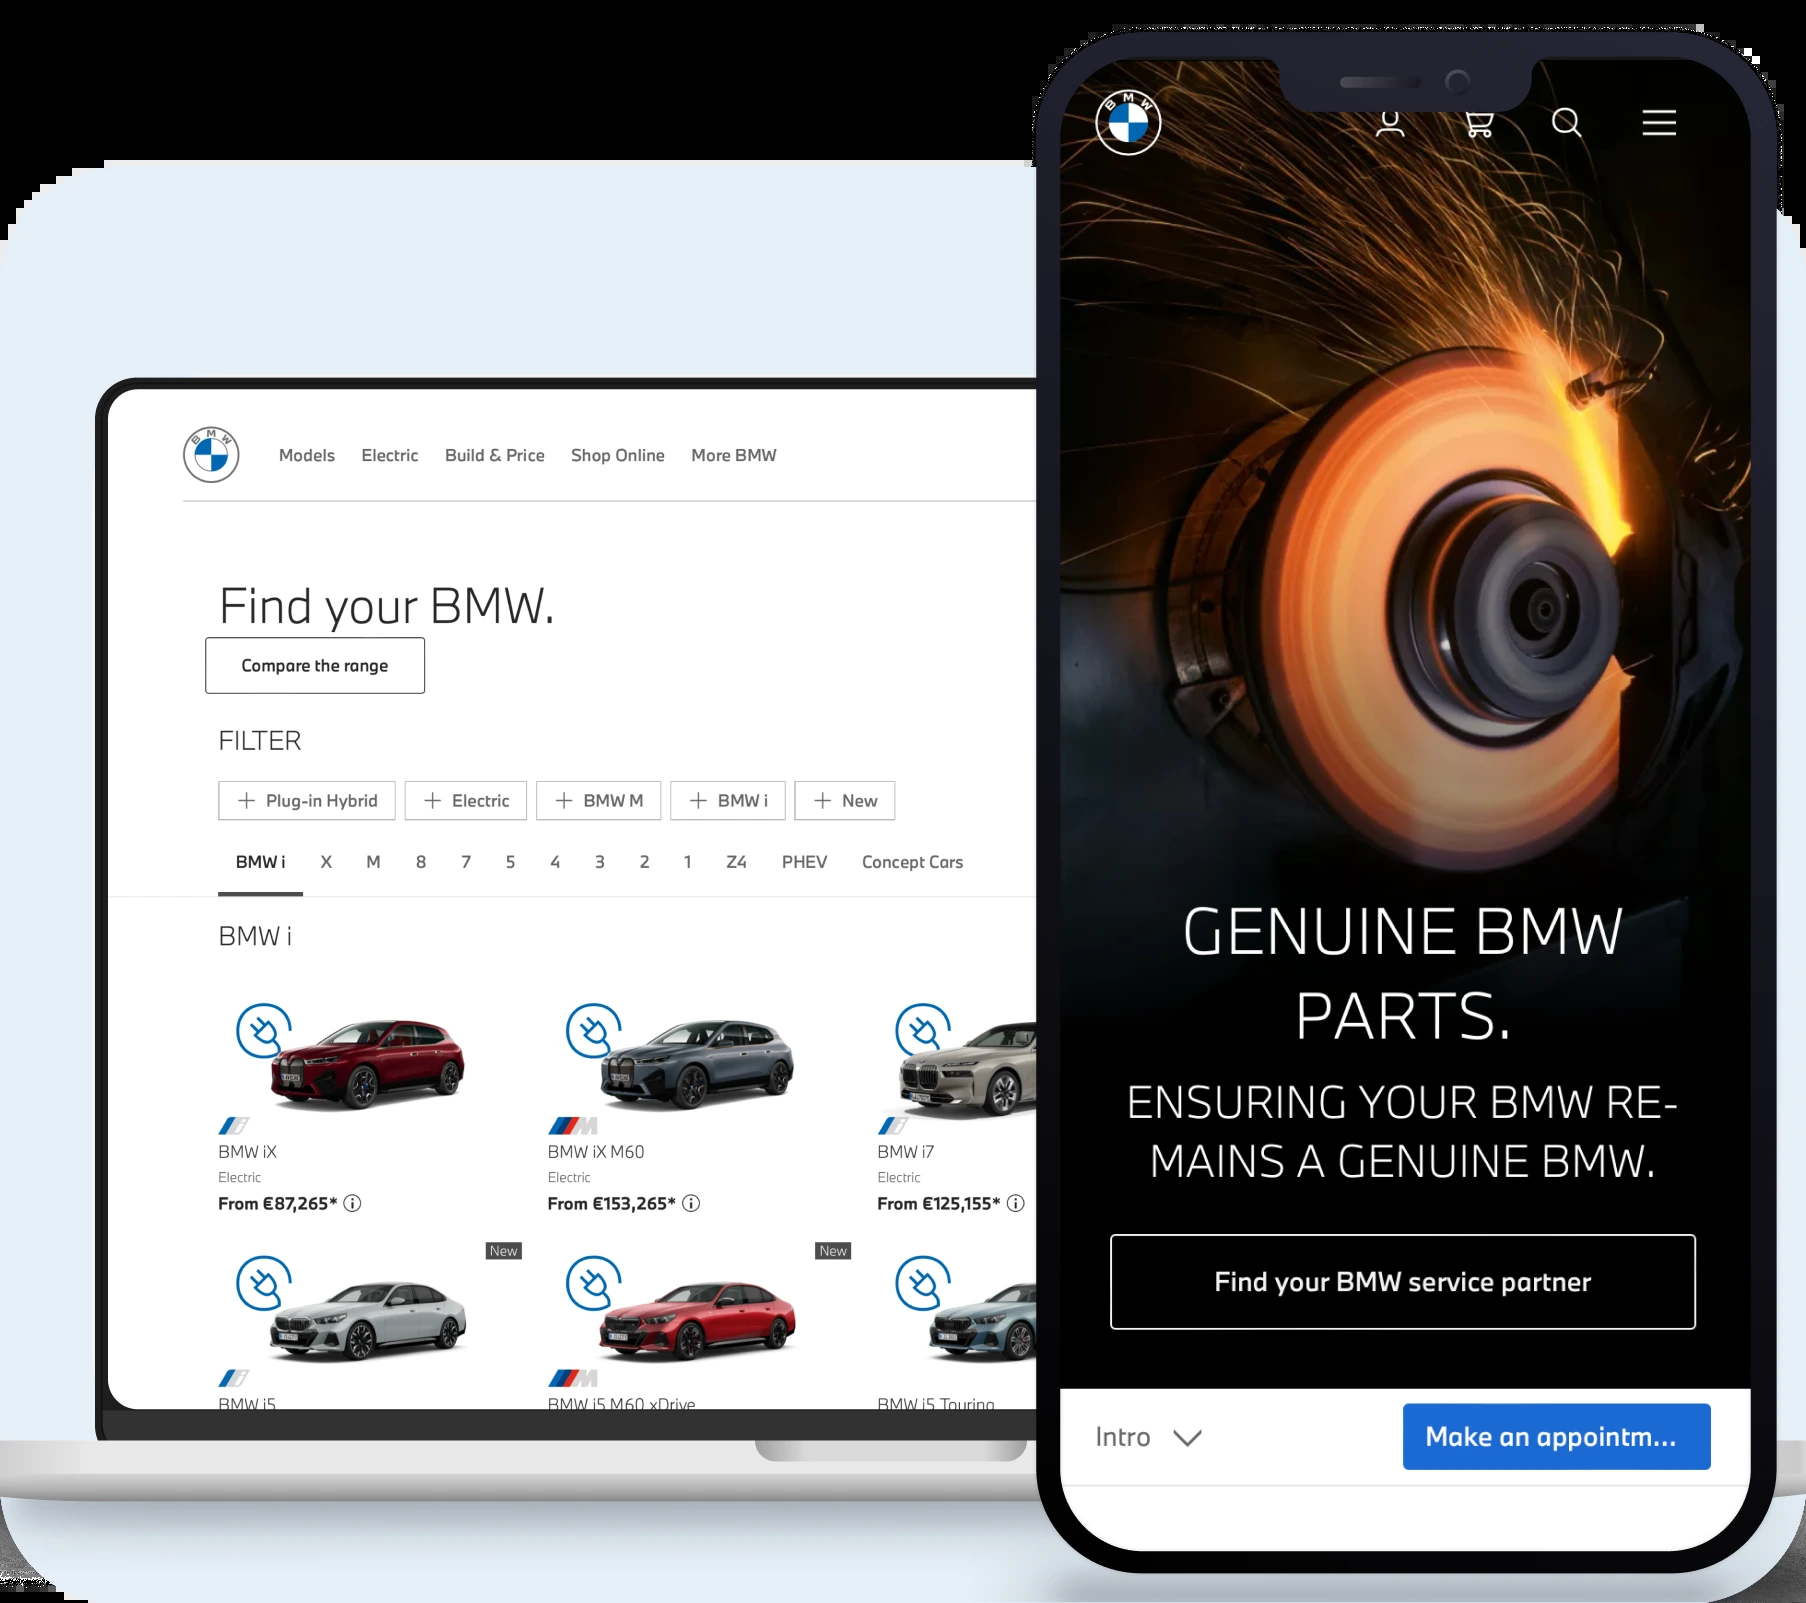 BMW
Models Electric Build & Price Shop Online More BMW
Find your BMW.
Compare the range
FILTER
Plug-in Hybrid Electric BMW M BMW i New
BMW i X M 8 7 5 4 3 2 1 Z4 PHEV Concept Cars
BMW i
i M i
BMW iX BMW iX M60 BMW i7
Electric Electric Electric
From €87,265* From €153,265* From €125,155*
New New
i M
BMW i5 BMW i5 M60 xDrive BMW i5 Touring
BMW
GENUINE BMW
PARTS.
ENSURING YOUR BMW RE-
MAINS A GENUINE BMW.
Find your BMW service partner
Intro Make an appointm...